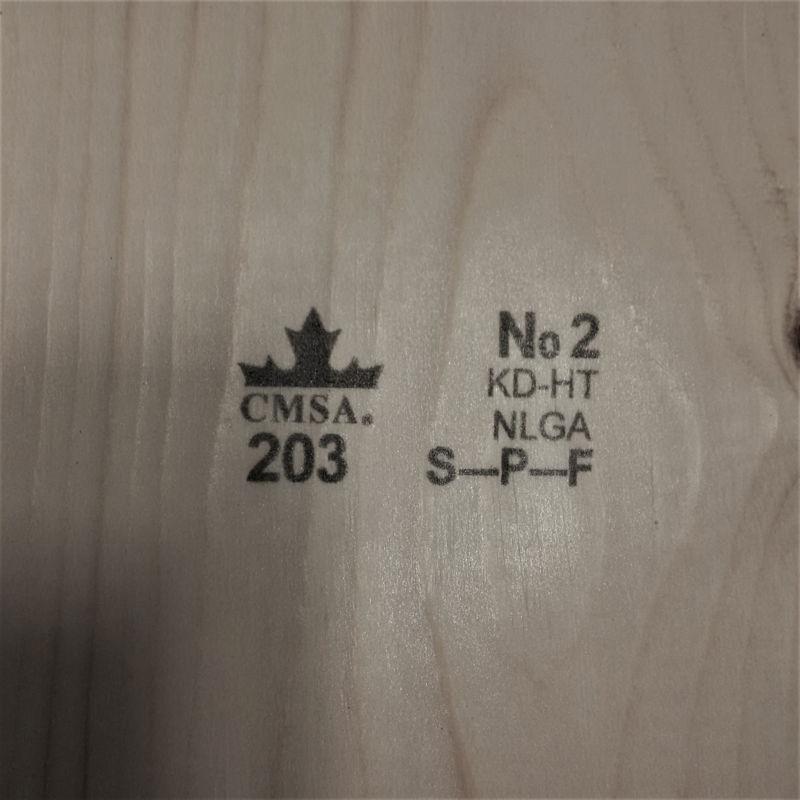 CMSA®
203
No 2
KD-HT
NLGA
S-P-F